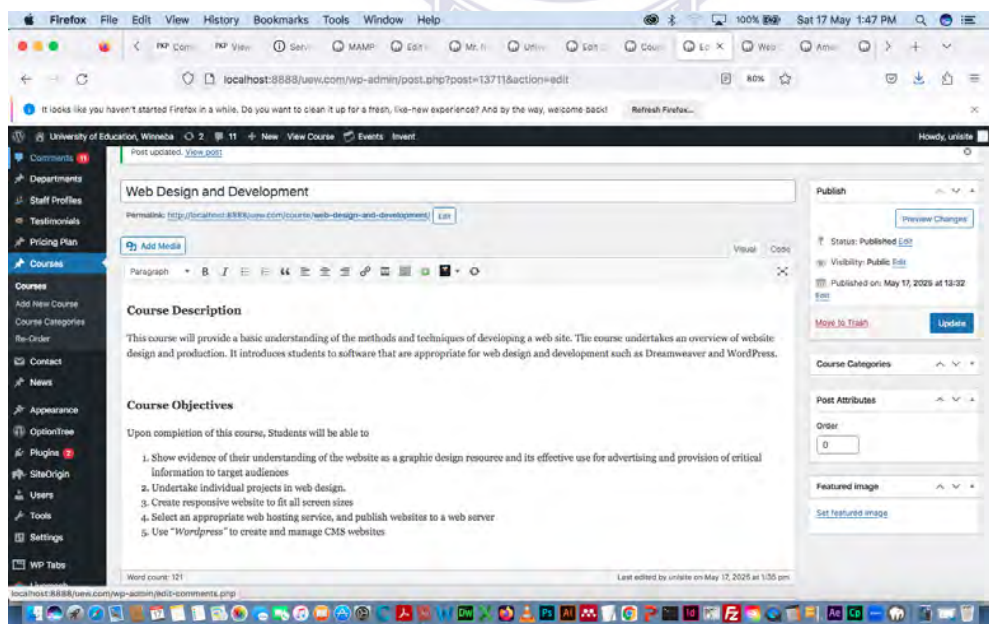 Firefox File Edit View History Bookmarks Tools Window Help 100% Sat 17 May 1:47 PM
PKP Com PKP View Serv MAMP Edit Mr. Univ Edit Cour Web Ame
localhost:8888/uew.com/wp-admin/post.php?post=13711&action=edit 80%
It looks like you haven't started Firefox in a while. Do you want to clean it up for a fresh, like-new experience? And by the way, welcome back! Refresh Firefox...
University of Education, Winneba 2 11 + New View Course Events Invent Howdy, unisite
Comments 11
Departments
Staff Profiles
Testimonials
Pricing Plan
Courses
Courses
Add New Course
Course Categories
Re-Order
Contact
News
Appearance
OptionTree
Plugins 2
SiteOrigin
Users
Tools
Settings
WP Tabs
Post updated. View post
Web Design and Development
Permalink: http://localhost:8888/uew.com/course/web-design-and-development/ Edit
Add Media Visual Code
Paragraph B I
Course Description
This course will provide a basic understanding of the methods and techniques of developing a web site. The course undertakes an overview of website
design and production. It introduces students to software that are appropriate for web design and development such as Dreamweaver and WordPress.
Course Objectives
Upon completion of this course, Students will be able to
1. Show evidence of their understanding of the website as a graphic design resource and its effective use for advertising and provision of critical
information to target audiences
2. Undertake individual projects in web design.
3. Create responsive website to fit all screen sizes
4. Select an appropriate web hosting service, and publish websites to a web server
5. Use "Wordpress" to create and manage CMS websites
Word count: 121 Last edited by unisite on May 17, 2025 at 1:35 pm
Publish
Preview Changes
Status: Published Edit
Visibility: Public Edit
Published on: May 17, 2025 at 13:32
Edit
Move to Trash Update
Course Categories
Post Attributes
Order
0
Featured image
Set featured image
localhost:8888/uew.com/wp-admin/edit-comments.php